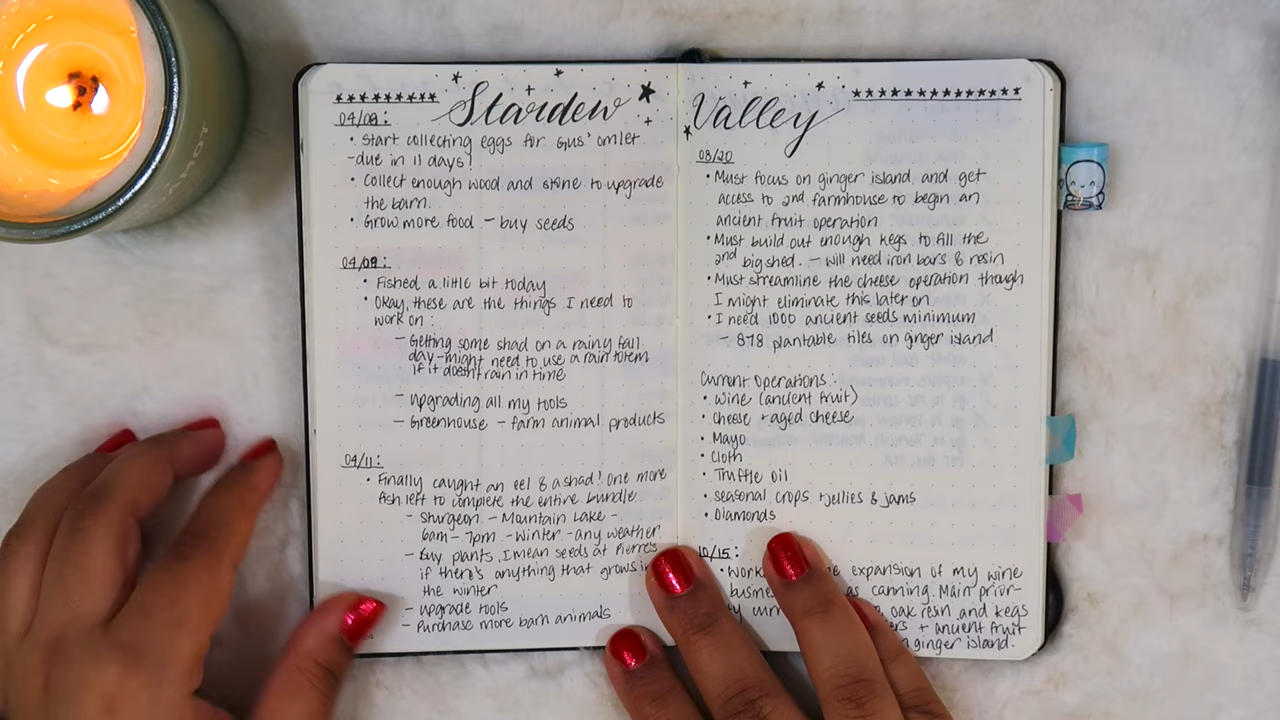 Stardew Valley
04/08:
• Start collecting eggs for Gus' omlet
-due in 11 days!
• Collect enough wood and stone to upgrade
the barn.
• Grow more food – buy seeds
04/09:
• Fished a little bit today
• Okay, these are the things I need to
work on:
– Getting some shad on a rainy fall
day-might need to use a rain totem
if it doesn't rain in time
– upgrading all my tools
– Greenhouse – farm animal products
04/11:
• Finally caught an eel & a shad! One more
fish left to complete the entire bundle.
– Sturgeon – Mountain Lake –
6am – 7pm – Winter – any weather
– Buy plants, I mean seeds at Pierre's
if there's anything that grows in
the winter
– upgrade tools
– Purchase more barn animals
08/20
• Must focus on ginger island and get
access to 2nd farmhouse to begin an
ancient fruit operation
• Must build out enough kegs to fill the
2nd big shed. – will need iron bars & resin
• Must streamline the cheese operation though
I might eliminate this later on
• I need 1000 ancient seeds minimum
– 878 plantable tiles on ginger island
Current Operations:
• Wine (ancient fruit)
• Cheese + aged cheese
• Mayo
• Cloth
• Truffle oil
• seasonal crops + jellies & jams
• Diamonds
10/15:
• Work expansion of my wine
busine as canning. Main prior-
ty curr oak resin and kegs
+ ancient fruit
ginger island.